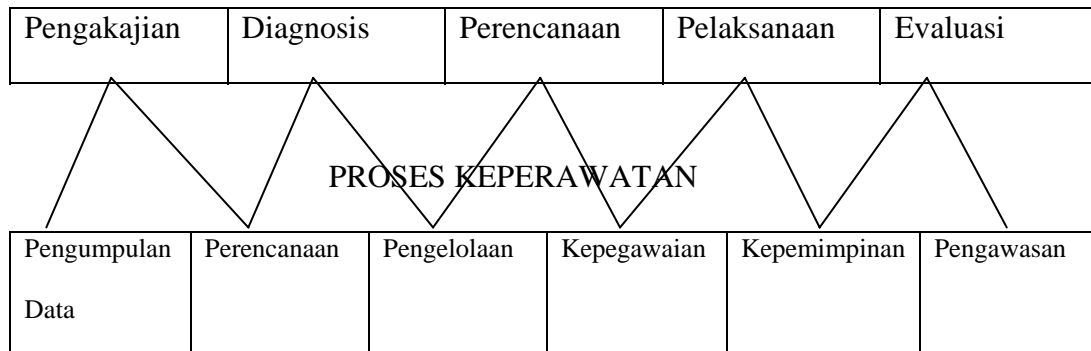 Pengakajian Diagnosis Perencanaan Pelaksanaan Evaluasi
PROSES KEPERAWATAN
Pengumpulan Perencanaan Pengelolaan Kepegawaian Kepemimpinan Pengawasan
Data